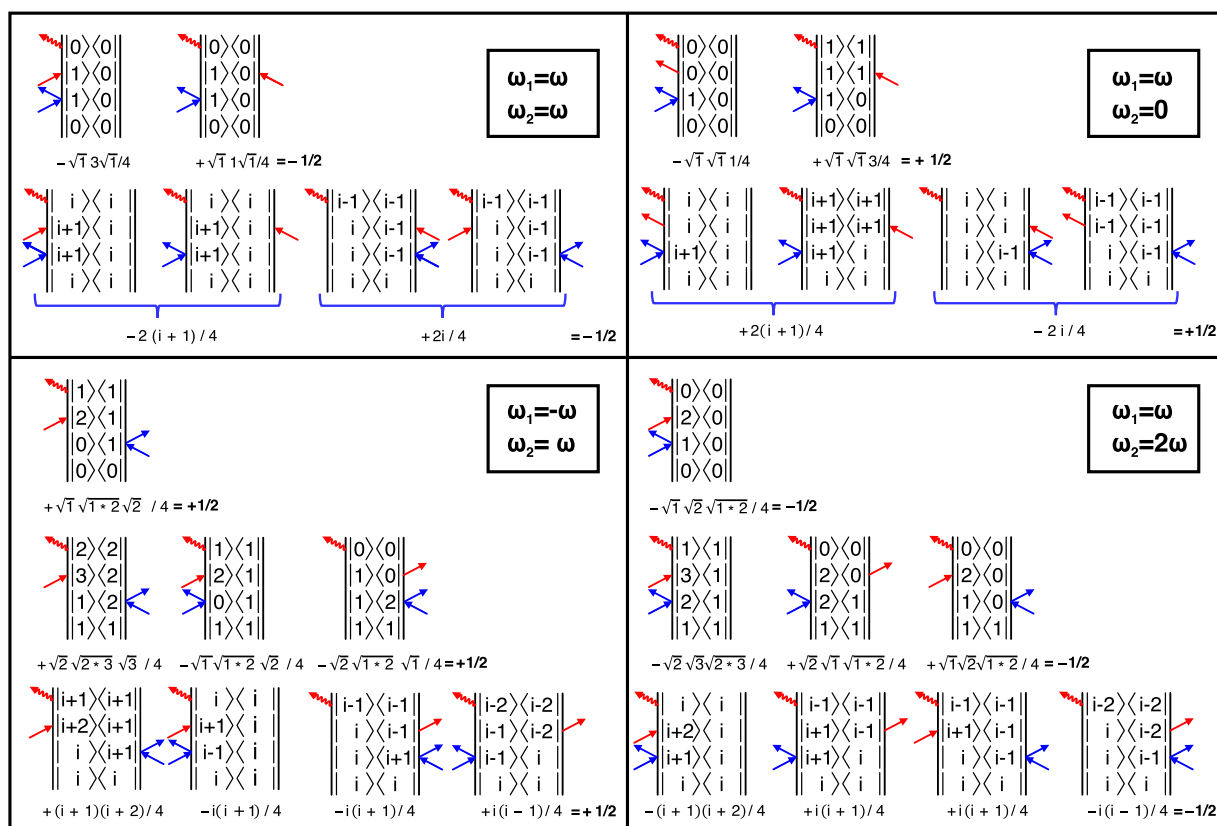 |0⟩⟨0| |0⟩⟨0|
|1⟩⟨0| |1⟩⟨0|
|1⟩⟨0| |1⟩⟨0|
|0⟩⟨0| |0⟩⟨0|
ω₁=ω
ω₂=ω
−√1 3√1/4 +√1 1√1/4 =−1/2
i⟩⟨i i⟩⟨i i-1⟩⟨i-1 i-1⟩⟨i-1
i+1⟩⟨i i+1⟩⟨i i⟩⟨i-1 i⟩⟨i-1
i+1⟩⟨i i+1⟩⟨i i⟩⟨i-1 i⟩⟨i-1
i⟩⟨i i⟩⟨i i⟩⟨i i⟩⟨i
−2 (i + 1) / 4 +2i / 4 =−1/2
|0⟩⟨0| |1⟩⟨1|
|0⟩⟨0| |1⟩⟨1|
|1⟩⟨0| |1⟩⟨0|
|0⟩⟨0| |0⟩⟨0|
ω₁=ω
ω₂=0
−√1 √1 1/4 +√1 √1 3/4 =+ 1/2
i⟩⟨i i+1⟩⟨i+1 i⟩⟨i i-1⟩⟨i-1
i⟩⟨i i+1⟩⟨i+1 i⟩⟨i i-1⟩⟨i-1
i+1⟩⟨i i+1⟩⟨i i⟩⟨i-1 i⟩⟨i-1
i⟩⟨i i⟩⟨i i⟩⟨i i⟩⟨i
+2(i + 1) / 4 − 2 i / 4 =+1/2
|1⟩⟨1|
|2⟩⟨1|
|0⟩⟨1|
|0⟩⟨0|
ω₁=-ω
ω₂= ω
+√1 √1 * 2 √2 / 4 =+1/2
|2⟩⟨2| |1⟩⟨1| |0⟩⟨0|
|3⟩⟨2| |2⟩⟨1| |1⟩⟨0|
|1⟩⟨2| |0⟩⟨1| |1⟩⟨2|
|1⟩⟨1| |1⟩⟨1| |1⟩⟨1|
+√2 √2 * 3 √3 / 4 −√1 √1 * 2 √2 / 4 −√2 √1 * 2 √1 / 4 =+1/2
i+1⟩⟨i+1 i⟩⟨i i-1⟩⟨i-1 i-2⟩⟨i-2
i+2⟩⟨i+1 i+1⟩⟨i i⟩⟨i-1 i-1⟩⟨i-2
i⟩⟨i+1 i-1⟩⟨i i⟩⟨i+1 i-1⟩⟨i
i⟩⟨i i⟩⟨i i⟩⟨i i⟩⟨i
+(i + 1)(i + 2) / 4 −i(i + 1) / 4 −i(i + 1) / 4 +i(i − 1) / 4 =+1/2
|0⟩⟨0|
|2⟩⟨0|
|1⟩⟨0|
|0⟩⟨0|
ω₁=ω
ω₂=2ω
−√1 √2 √1 * 2 / 4 =−1/2
|1⟩⟨1| |0⟩⟨0| |0⟩⟨0|
|3⟩⟨1| |2⟩⟨0| |2⟩⟨0|
|2⟩⟨1| |2⟩⟨1| |1⟩⟨0|
|1⟩⟨1| |1⟩⟨1| |1⟩⟨1|
−√2 √3√2 * 3 / 4 +√2 √1 √1 * 2 / 4 +√1√2√1 * 2 / 4 =−1/2
i⟩⟨i i-1⟩⟨i-1 i-1⟩⟨i-1 i-2⟩⟨i-2
i+2⟩⟨i i+1⟩⟨i-1 i+1⟩⟨i-1 i⟩⟨i-2
i+1⟩⟨i i+1⟩⟨i i⟩⟨i-1 i⟩⟨i-1
i⟩⟨i i⟩⟨i i⟩⟨i i⟩⟨i
−(i + 1)(i + 2) / 4 +i(i + 1) / 4 +i(i + 1) / 4 −i(i − 1) / 4 =−1/2